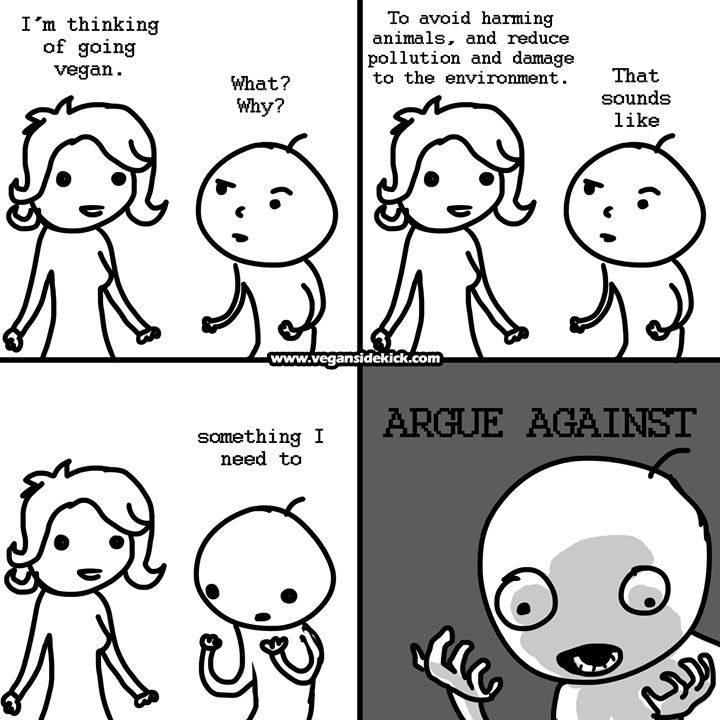 I'm thinking
of going
vegan.
What?
Why?
To avoid harming
animals, and reduce
pollution and damage
to the environment.
That
sounds
like
www.vegansidekick.com
something I
need to
ARGUE AGAINST